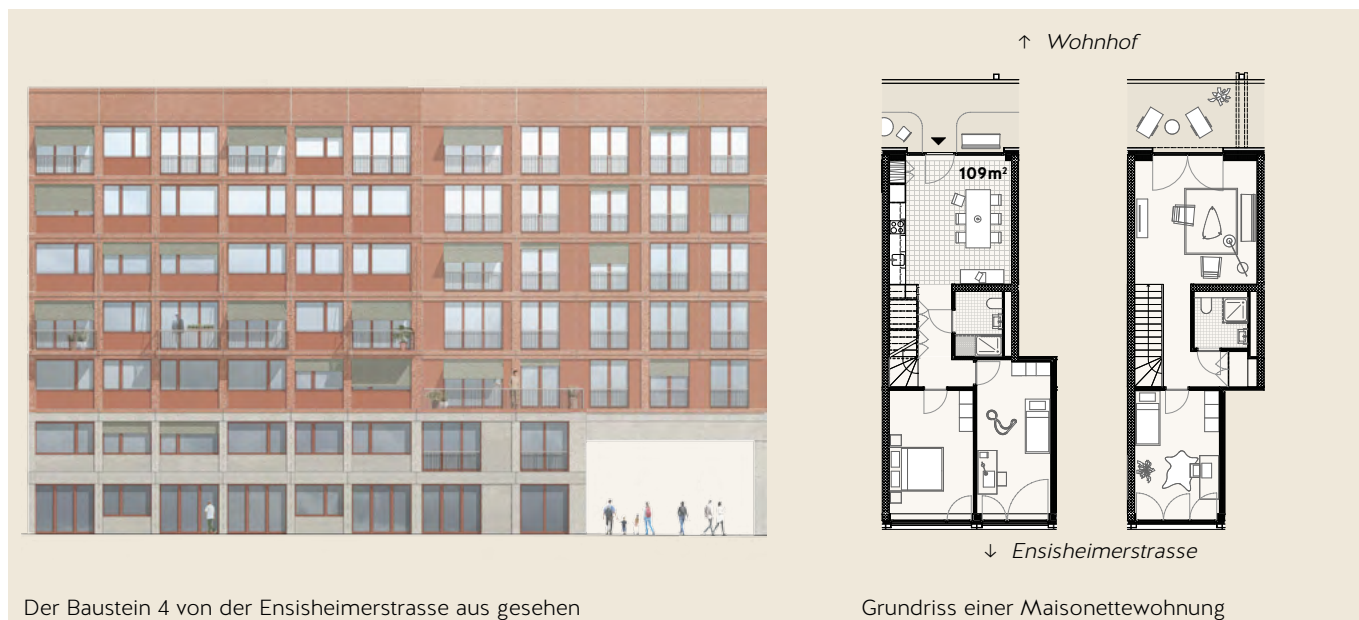 ↑ Wohnhof
109m²
↓ Ensisheimerstrasse
Der Baustein 4 von der Ensisheimerstrasse aus gesehen
Grundriss einer Maisonettewohnung